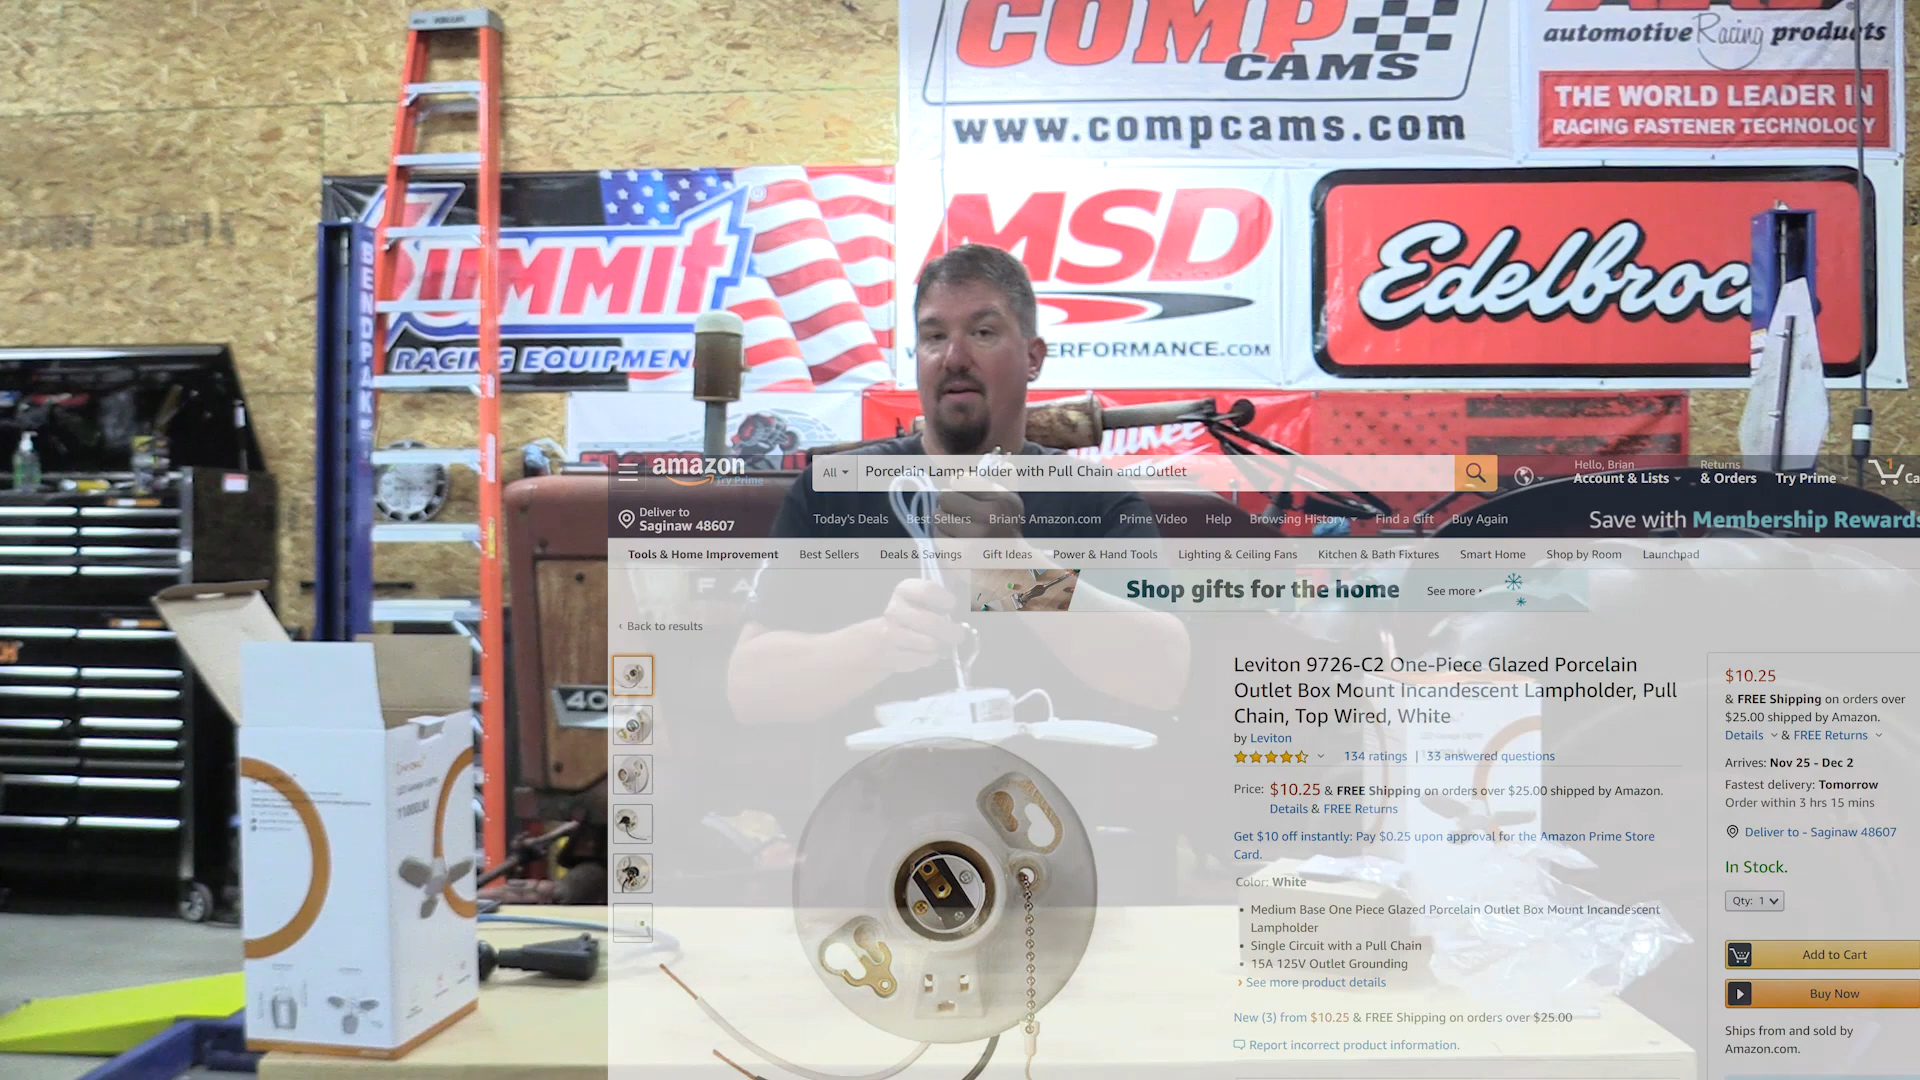 COMP
CAMS
www.compcams.com
automotive Racing products
THE WORLD LEADER IN
RACING FASTENER TECHNOLOGY
SUMMIT
RACING EQUIPMEN
BENDPAK
MSD
ERFORMANCE.COM
Edelbroc
40
11000LM
amazon
Try Prime
All
Porcelain Lamp Holder with Pull Chain and Outlet
Hello, Brian
Account & Lists
Returns
& Orders
Try Prime
1
Ca
Deliver to
Saginaw 48607
Today's Deals
Best Sellers
Brian's Amazon.com
Prime Video
Help
Browsing History
Find a Gift
Buy Again
Save with Membership Rewards
Tools & Home Improvement
Best Sellers
Deals & Savings
Gift Ideas
Power & Hand Tools
Lighting & Ceiling Fans
Kitchen & Bath Fixtures
Smart Home
Shop by Room
Launchpad
Shop gifts for the home
See more ›
‹ Back to results
Leviton 9726-C2 One-Piece Glazed Porcelain
Outlet Box Mount Incandescent Lampholder, Pull
Chain, Top Wired, White
by Leviton
134 ratings | 33 answered questions
Price: $10.25 & FREE Shipping on orders over $25.00 shipped by Amazon.
Details & FREE Returns
Get $10 off instantly: Pay $0.25 upon approval for the Amazon Prime Store
Card.
Color: White
• Medium Base One Piece Glazed Porcelain Outlet Box Mount Incandescent
Lampholder
• Single Circuit with a Pull Chain
• 15A 125V Outlet Grounding
› See more product details
New (3) from $10.25 & FREE Shipping on orders over $25.00
Report incorrect product information.
$10.25
& FREE Shipping on orders over
$25.00 shipped by Amazon.
Details & FREE Returns
Arrives: Nov 25 - Dec 2
Fastest delivery: Tomorrow
Order within 3 hrs 15 mins
Deliver to - Saginaw 48607
In Stock.
Qty: 1
Add to Cart
Buy Now
Ships from and sold by
Amazon.com.